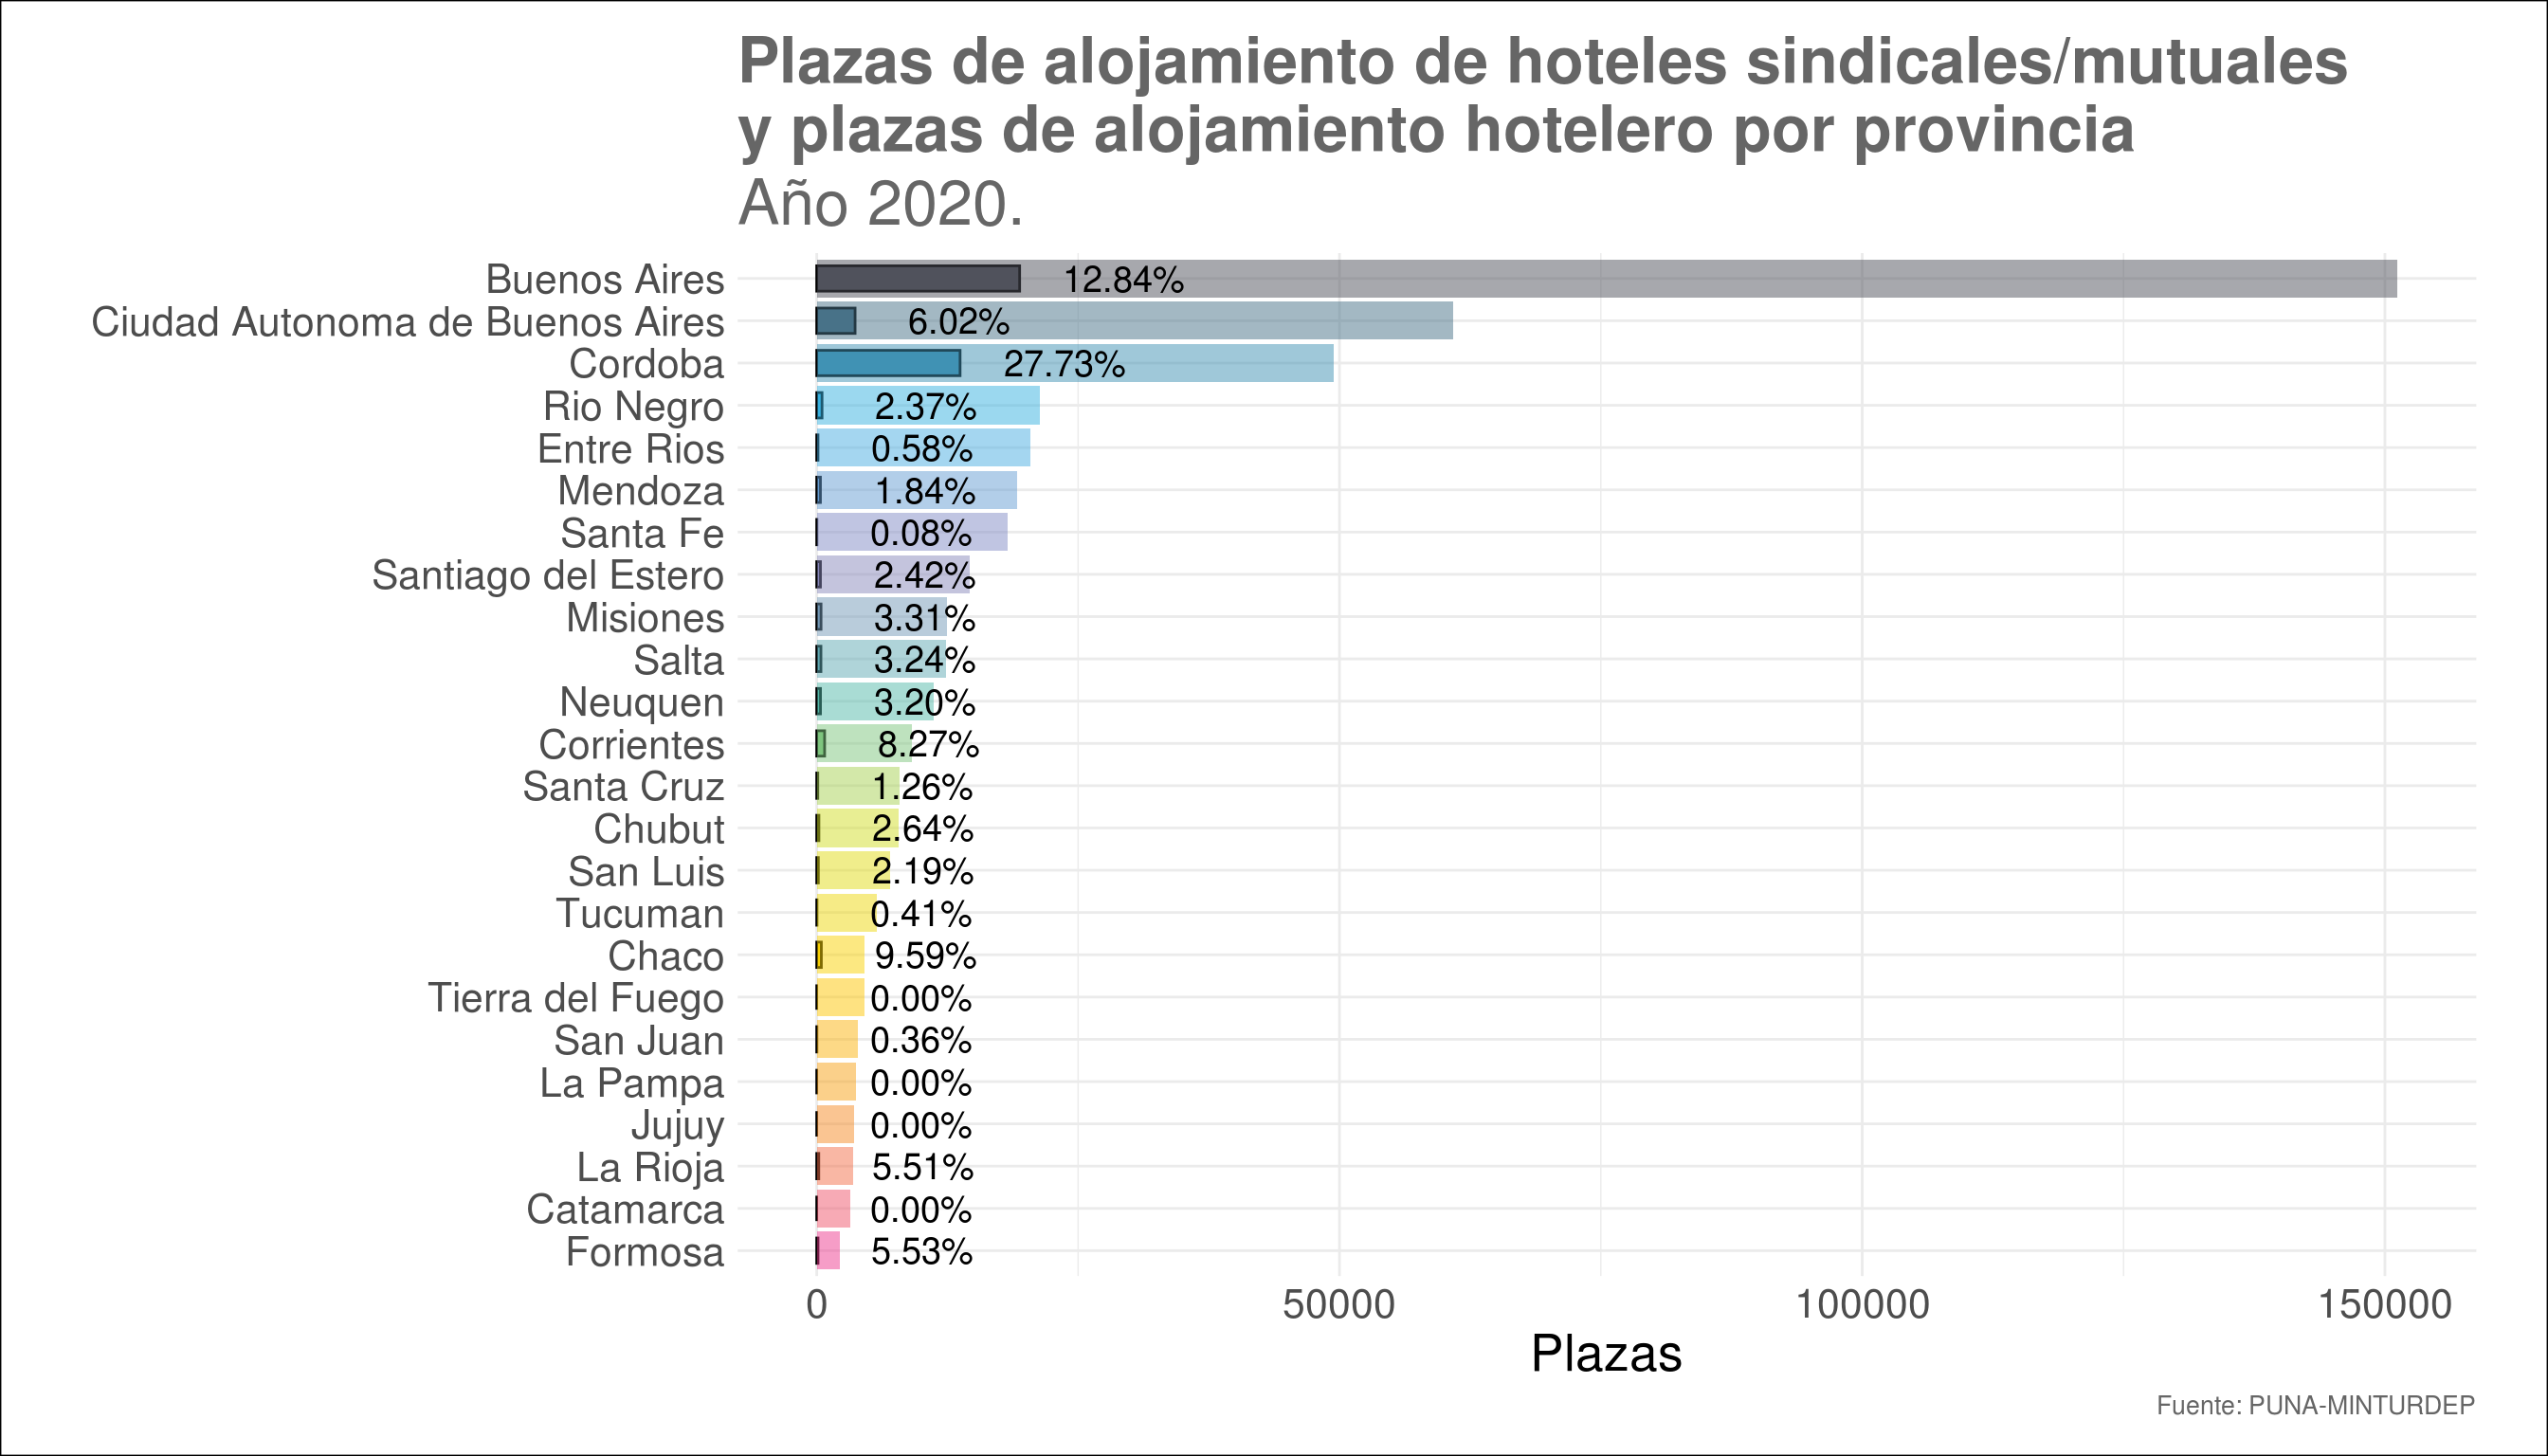 Plazas de alojamiento de hoteles sindicales/mutuales
y plazas de alojamiento hotelero por provincia
Año 2020.
Buenos Aires 12.84%
Ciudad Autonoma de Buenos Aires 6.02%
Cordoba 27.73%
Rio Negro 2.37%
Entre Rios 0.58%
Mendoza 1.84%
Santa Fe 0.08%
Santiago del Estero 2.42%
Misiones 3.31%
Salta 3.24%
Neuquen 3.20%
Corrientes 8.27%
Santa Cruz 1.26%
Chubut 2.64%
San Luis 2.19%
Tucuman 0.41%
Chaco 9.59%
Tierra del Fuego 0.00%
San Juan 0.36%
La Pampa 0.00%
Jujuy 0.00%
La Rioja 5.51%
Catamarca 0.00%
Formosa 5.53%
0 50000 100000 150000
Plazas
Fuente: PUNA-MINTURDEP